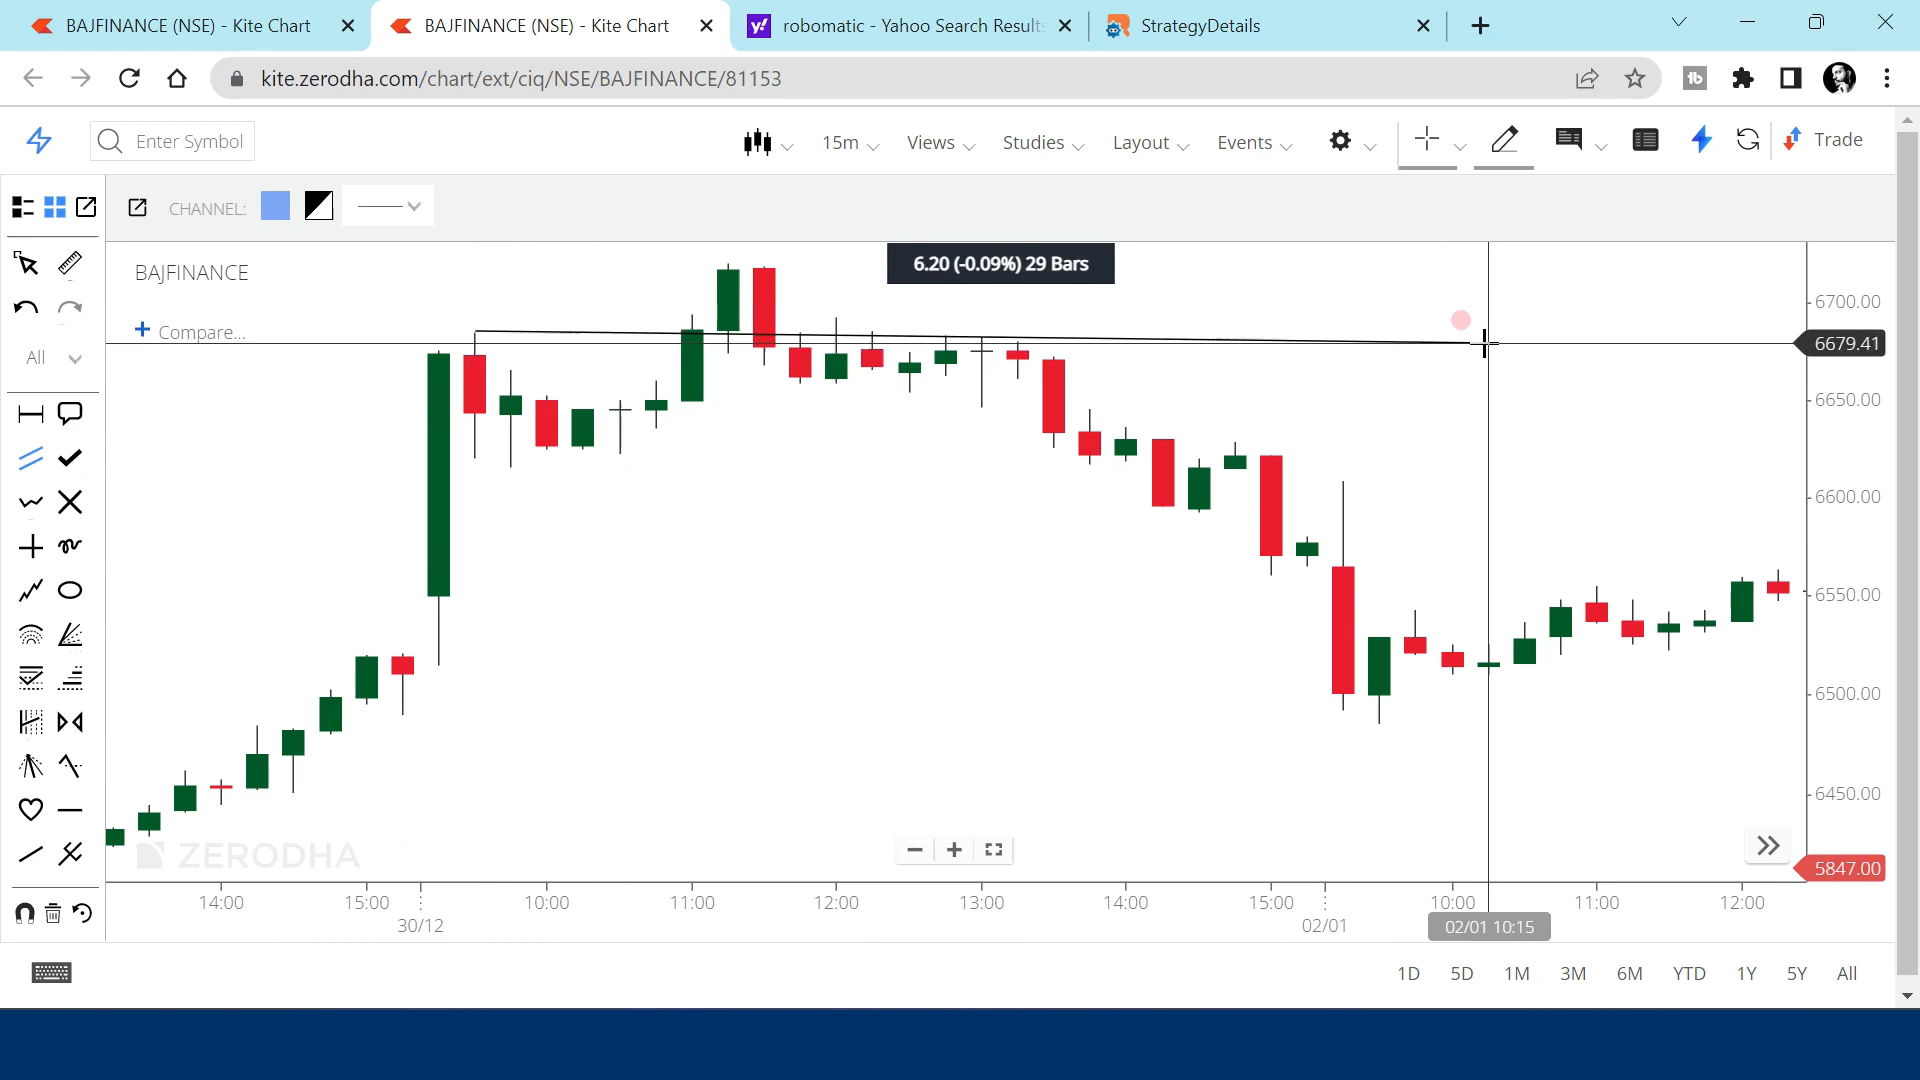 BAJFINANCE (NSE) - Kite Chart
BAJFINANCE (NSE) - Kite Chart
robomatic - Yahoo Search Results
StrategyDetails
kite.zerodha.com/chart/ext/ciq/NSE/BAJFINANCE/81153
Enter Symbol
15m
Views
Studies
Layout
Events
Trade
CHANNEL:
BAJFINANCE
6.20 (-0.09%) 29 Bars
Compare...
All
6700.00
6679.41
6650.00
6600.00
6550.00
6500.00
6450.00
5847.00
ZERODHA
14:00 15:00 10:00 11:00 12:00 13:00 14:00 15:00 10:00 11:00 12:00
30/12 02/01 02/01 10:15
1D 5D 1M 3M 6M YTD 1Y 5Y All